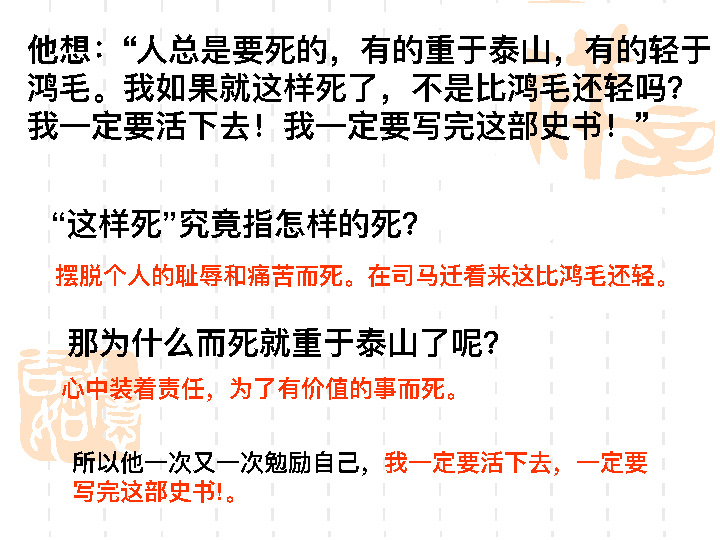 他想：“人总是要死的，有的重于泰山，有的轻于
鸿毛。我如果就这样死了，不是比鸿毛还轻吗？
我一定要活下去！我一定要写完这部史书！”
“这样死”究竟指怎样的死？
摆脱个人的耻辱和痛苦而死。在司马迁看来这比鸿毛还轻。
那为什么而死就重于泰山了呢？
心中装着责任，为了有价值的事而死。
所以他一次又一次勉励自己，我一定要活下去，一定要
写完这部史书!。